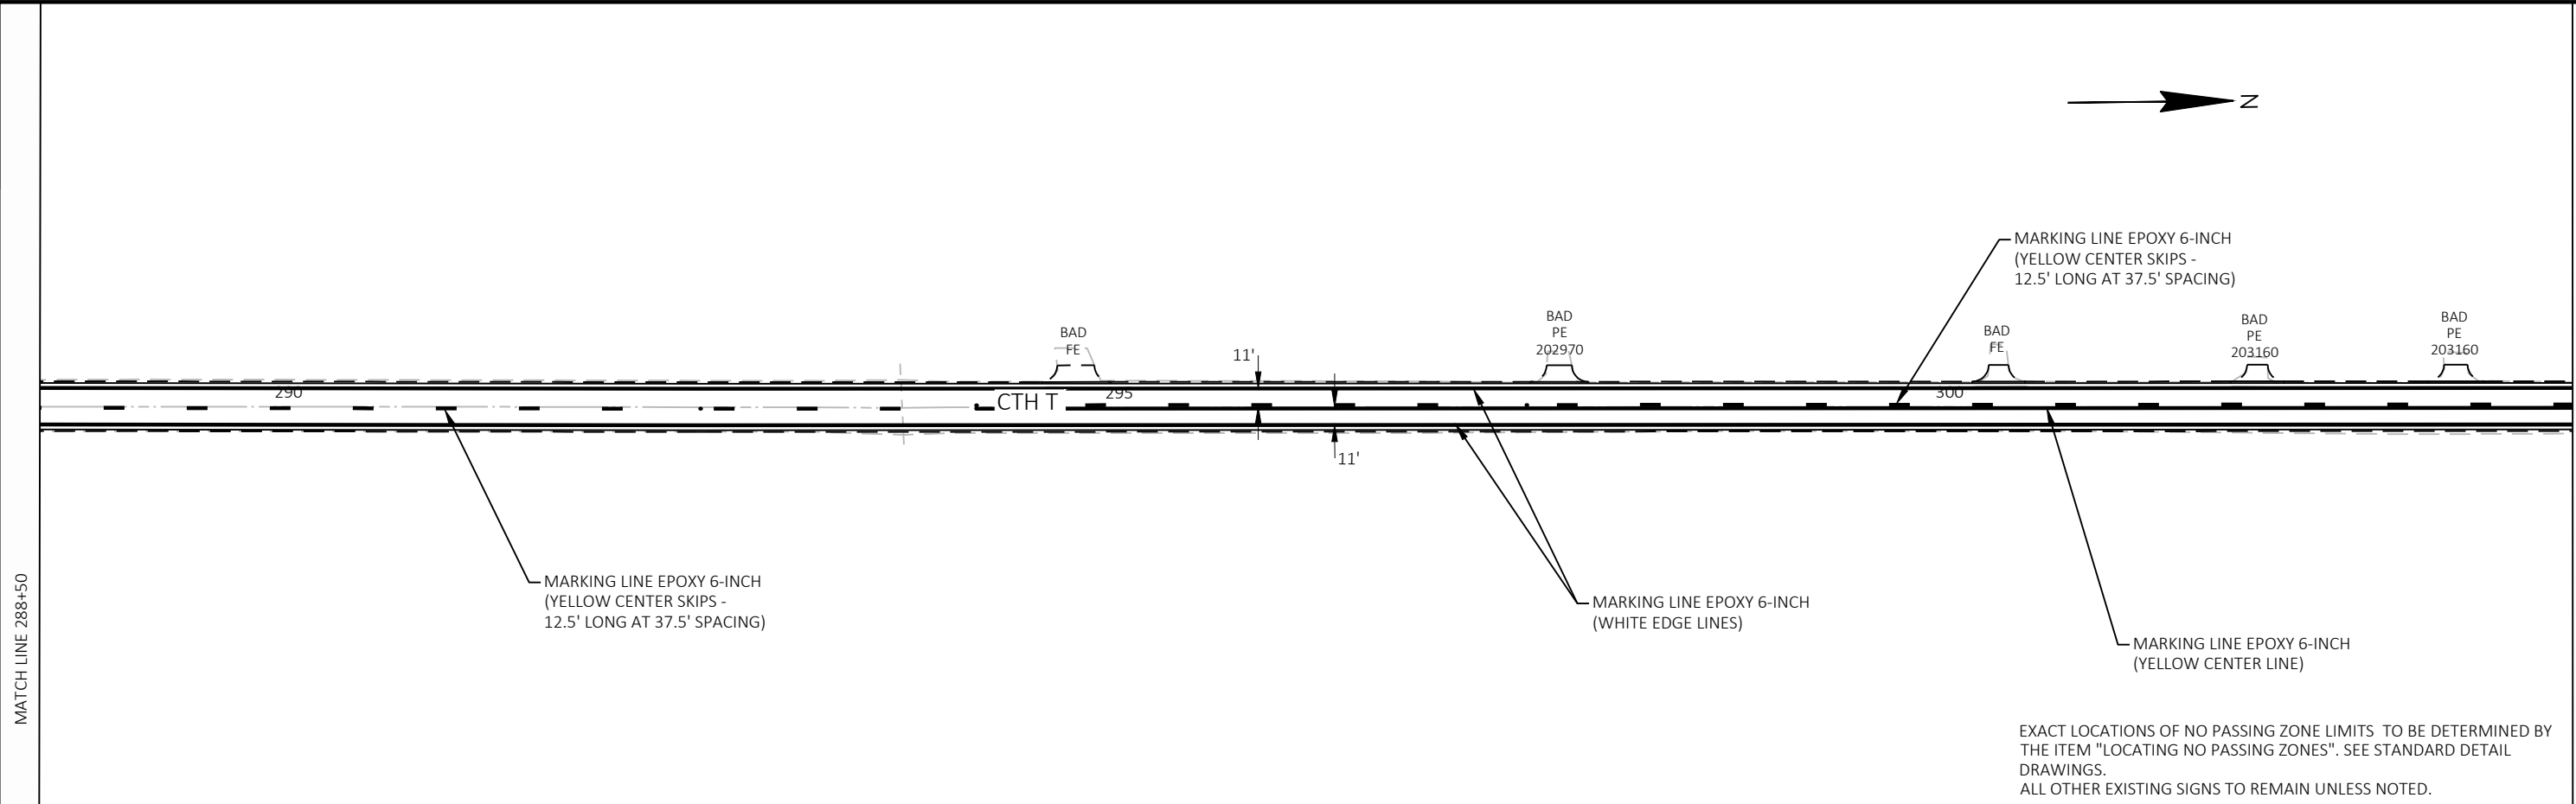 N
MARKING LINE EPOXY 6-INCH
(YELLOW CENTER SKIPS -
12.5' LONG AT 37.5' SPACING)
BAD
FE
11'
BAD
PE
202970
BAD
FE
BAD
PE
203160
BAD
PE
203160
290
CTH T
295
300
11'
MATCH LINE 288+50
MARKING LINE EPOXY 6-INCH
(YELLOW CENTER SKIPS -
12.5' LONG AT 37.5' SPACING)
MARKING LINE EPOXY 6-INCH
(WHITE EDGE LINES)
MARKING LINE EPOXY 6-INCH
(YELLOW CENTER LINE)
EXACT LOCATIONS OF NO PASSING ZONE LIMITS TO BE DETERMINED BY
THE ITEM "LOCATING NO PASSING ZONES". SEE STANDARD DETAIL
DRAWINGS.
ALL OTHER EXISTING SIGNS TO REMAIN UNLESS NOTED.